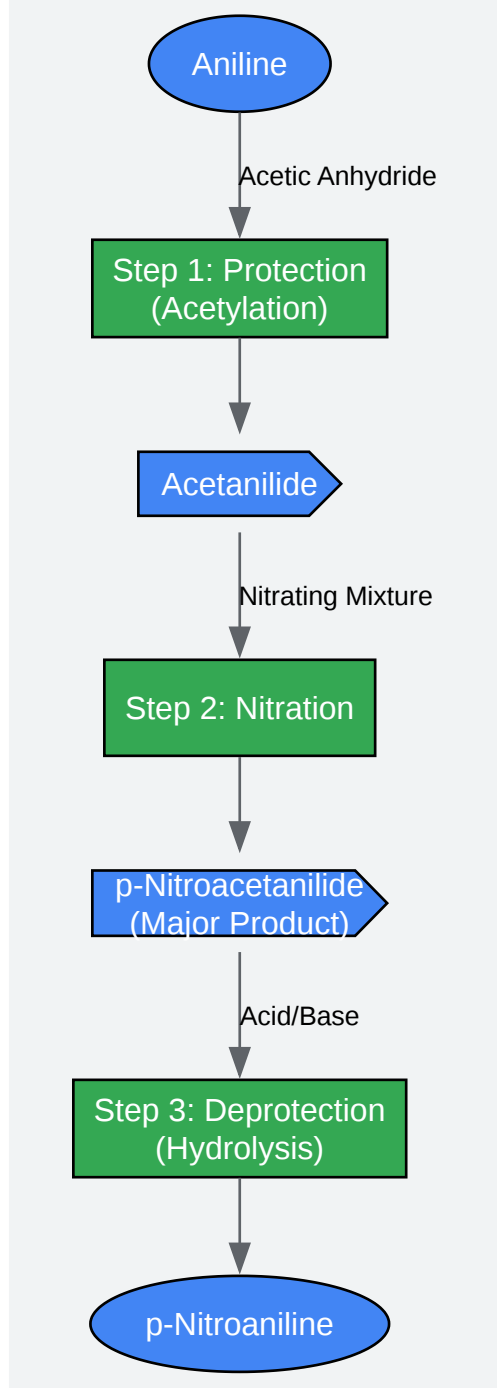 Aniline
Acetic Anhydride
Step 1: Protection
(Acetylation)
Acetanilide
Nitrating Mixture
Step 2: Nitration
p-Nitroacetanilide
(Major Product)
Acid/Base
Step 3: Deprotection
(Hydrolysis)
p-Nitroaniline